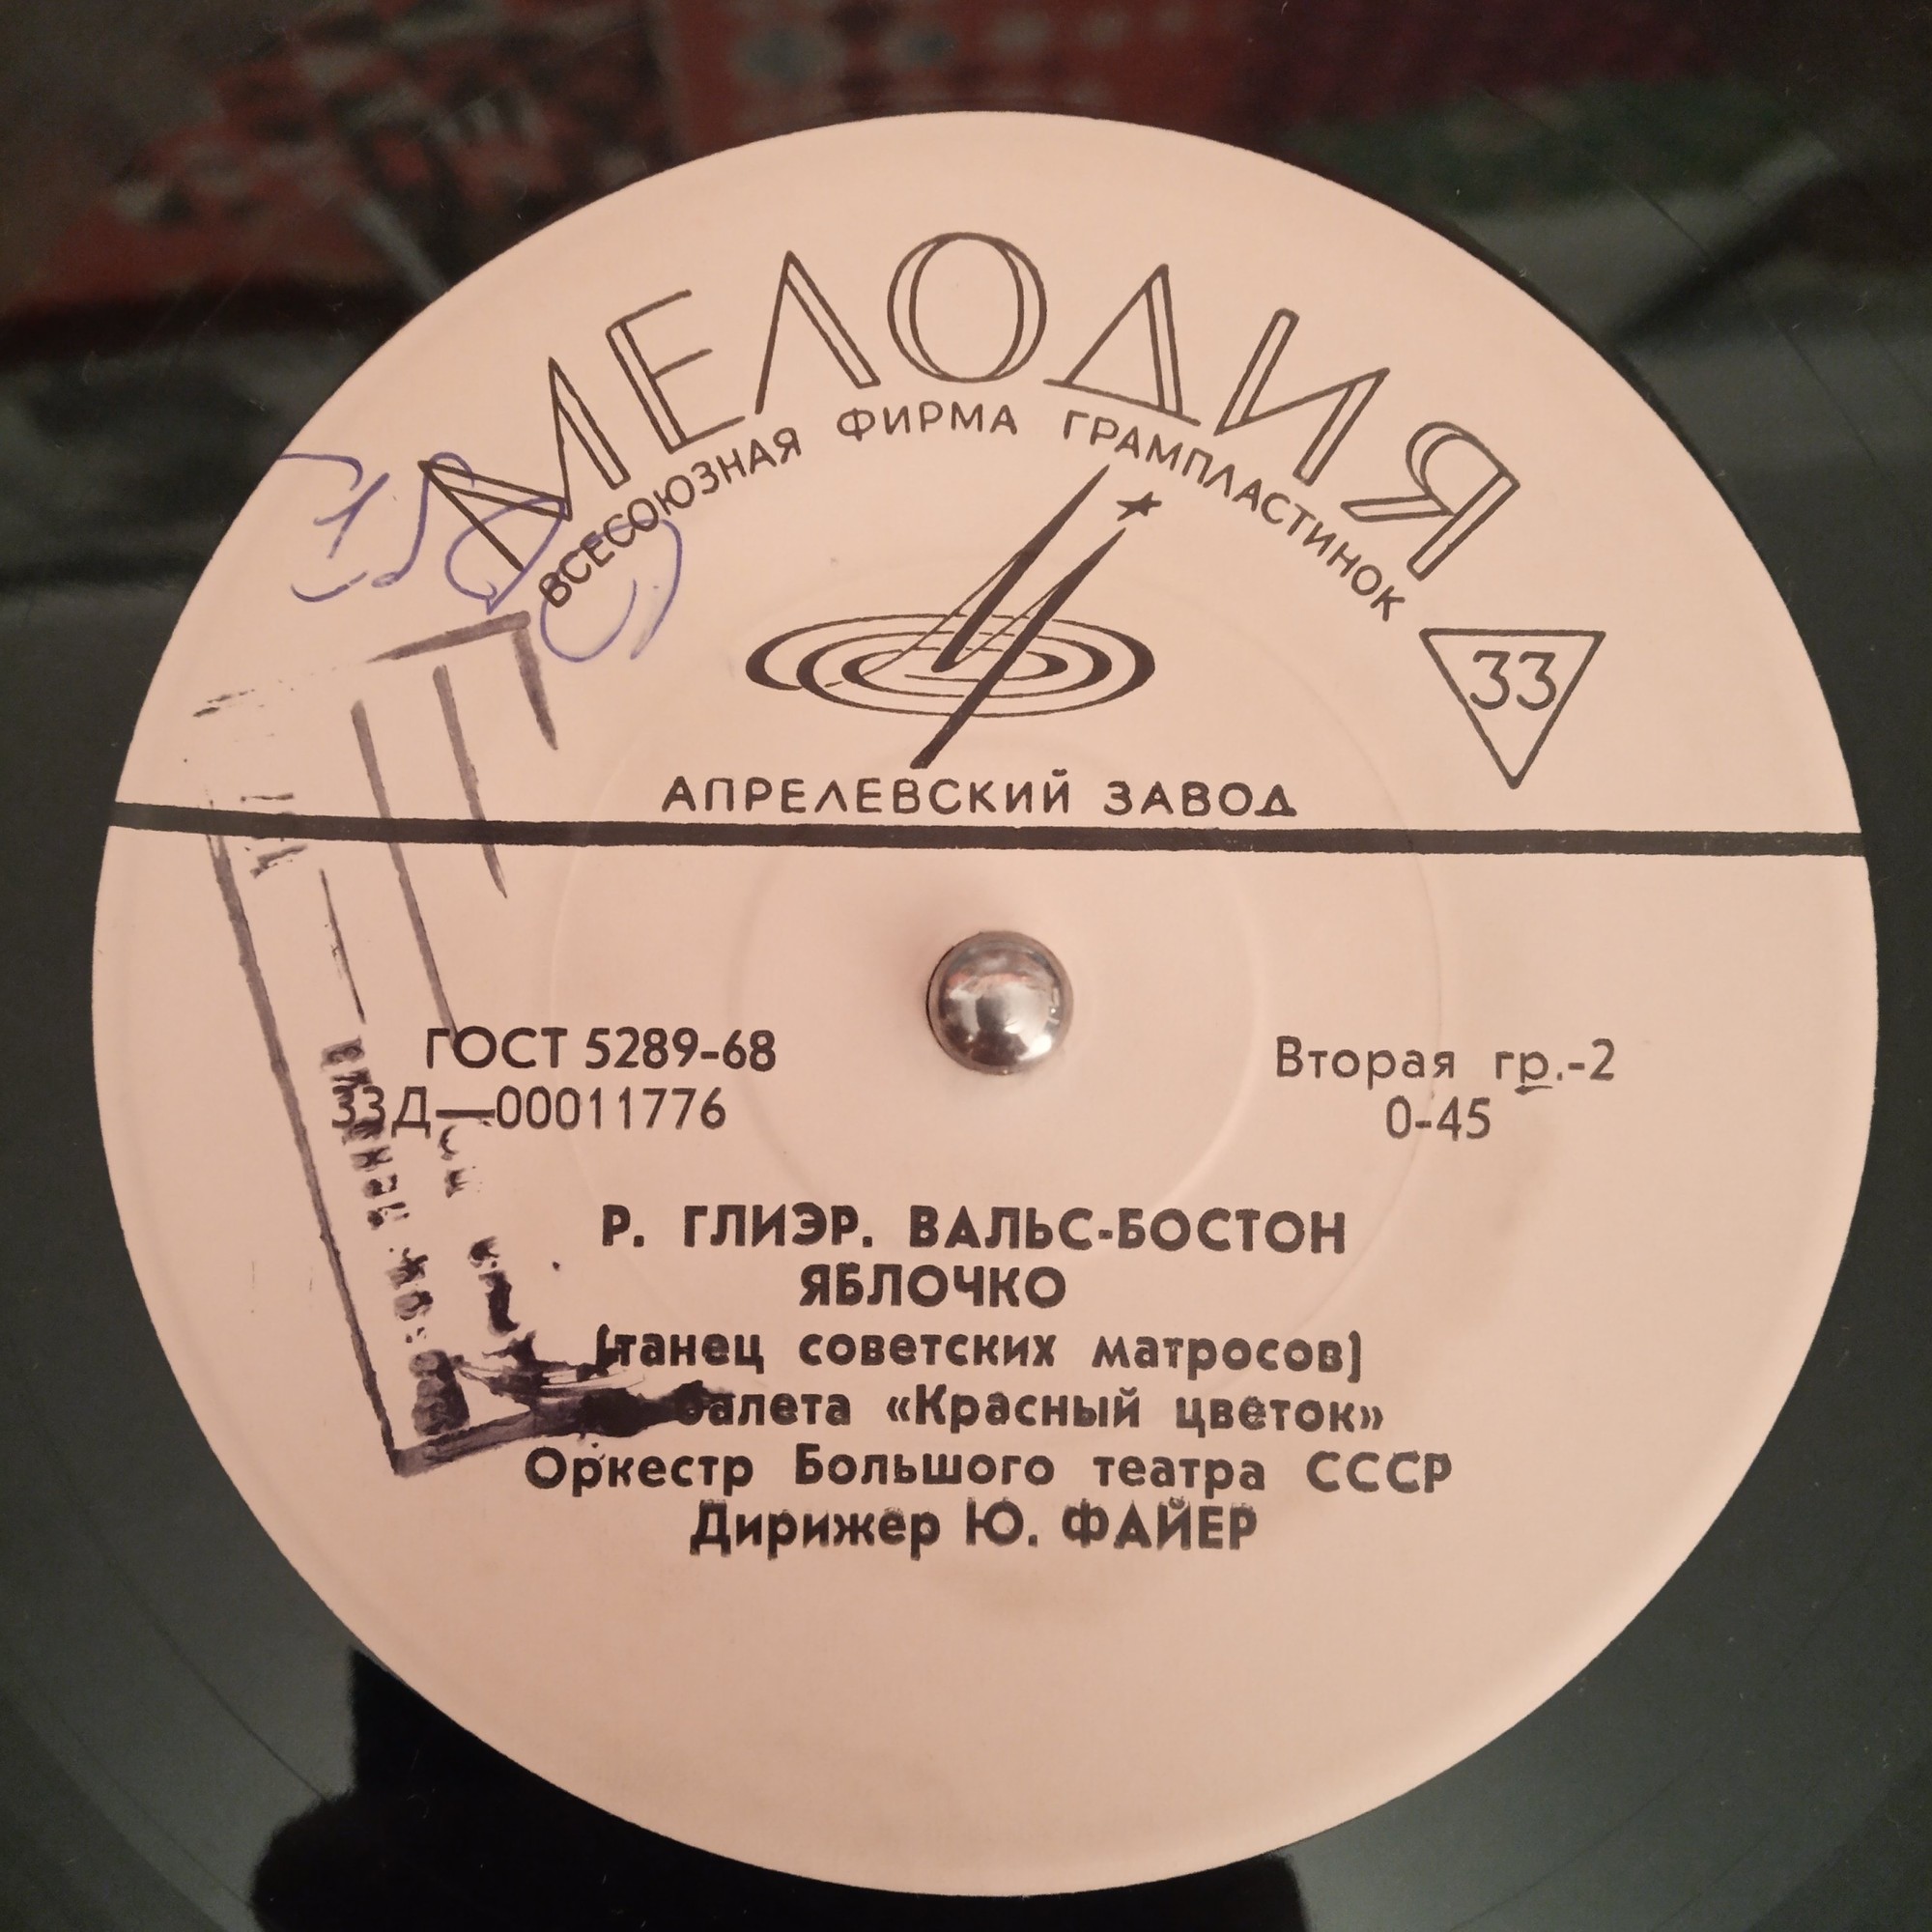 МЕЛОДИЯ
ВСЕСОЮЗНАЯ ФИРМА ГРАМПЛАСТИНОК
33
АПРЕЛЕВСКИЙ ЗАВОД
ГОСТ 5289-68
33Д—00011776
Вторая гр.-2
0-45
Р. ГЛИЭР. ВАЛЬС-БОСТОН
ЯБЛОЧКО
(танец советских матросов)
балета «Красный цветок»
Оркестр Большого театра СССР
Дирижер Ю. ФАЙЕР